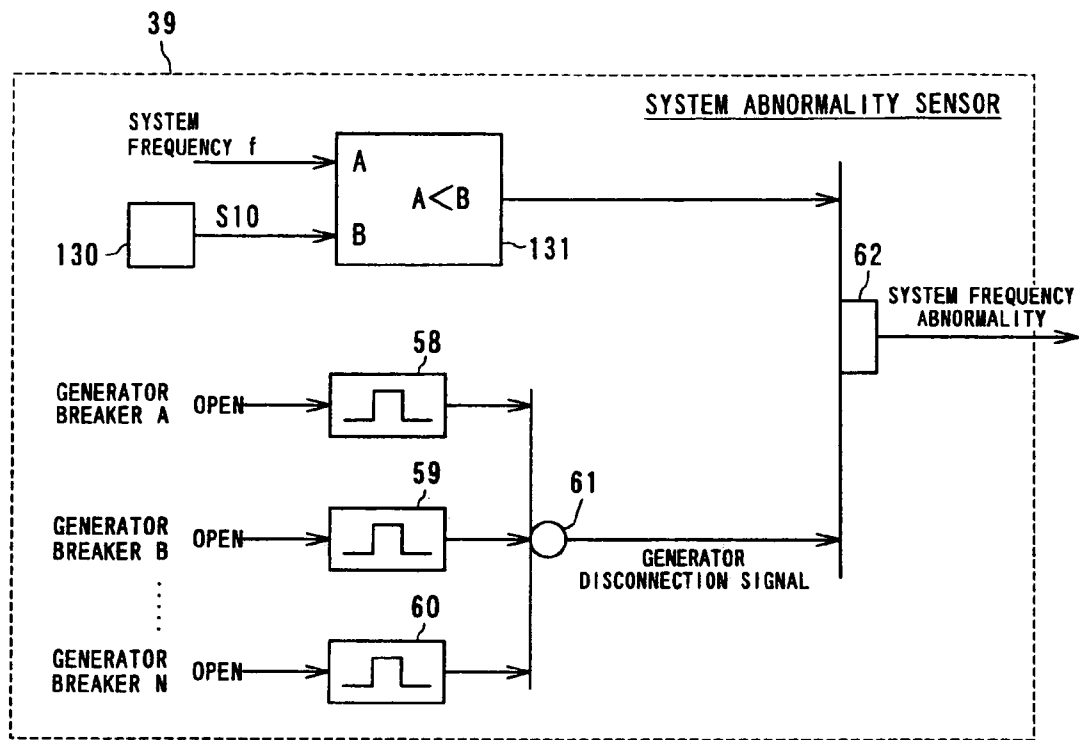 39
SYSTEM ABNORMALITY SENSOR
SYSTEM
FREQUENCY f
A
A<B
S10
B
130
131
62
SYSTEM FREQUENCY
ABNORMALITY
58
GENERATOR
BREAKER A
OPEN
59
61
GENERATOR
BREAKER B
OPEN
GENERATOR
DISCONNECTION SIGNAL
60
GENERATOR
BREAKER N
OPEN